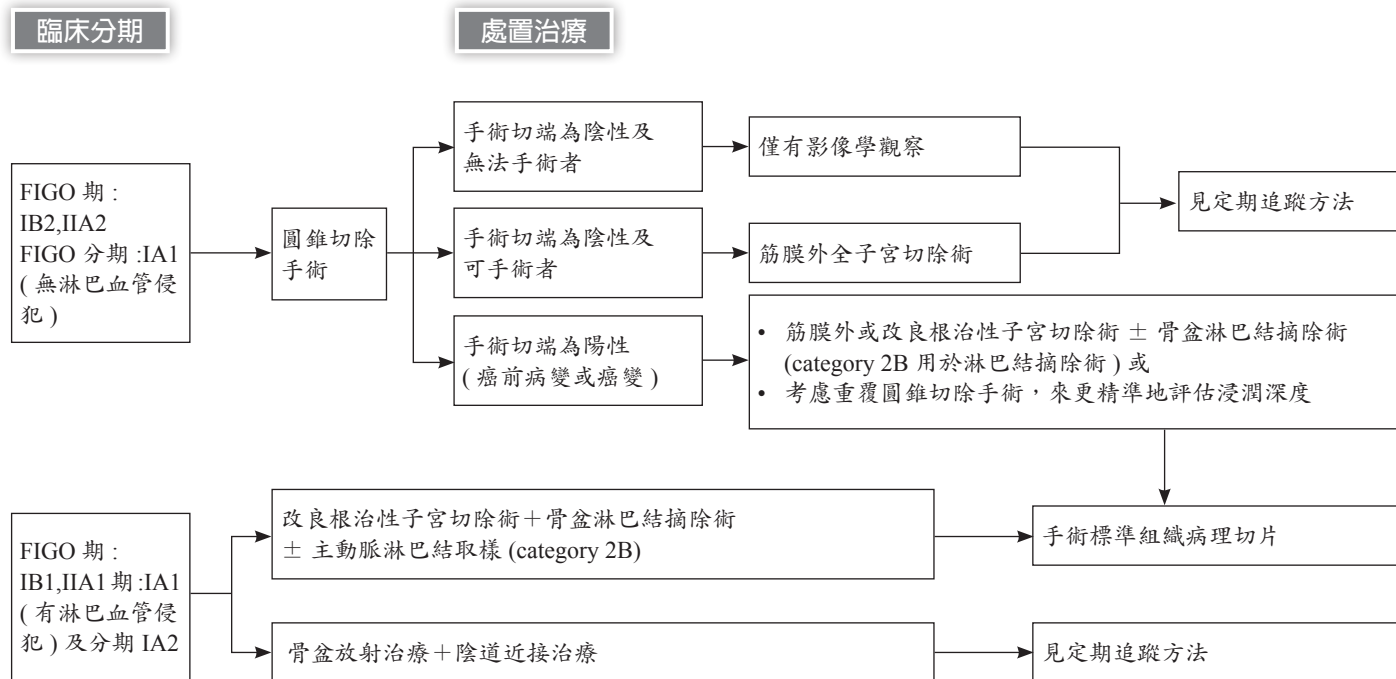 臨床分期
處置治療
手術切端為陰性及
無法手術者
僅有影像學觀察
FIGO 期 :
IB2,IIA2
FIGO 分期 :IA1
( 無淋巴血管侵
犯 )
圓錐切除
手術
手術切端為陰性及
可手術者
筋膜外全子宮切除術
見定期追蹤方法
手術切端為陽性
( 癌前病變或癌變 )
• 筋膜外或改良根治性子宮切除術 ± 骨盆淋巴結摘除術
(category 2B 用於淋巴結摘除術 ) 或
• 考慮重覆圓錐切除手術，來更精準地評估浸潤深度
FIGO 期 :
IB1,IIA1 期 :IA1
( 有淋巴血管侵
犯 ) 及分期 IA2
改良根治性子宮切除術＋骨盆淋巴結摘除術
± 主動脈淋巴結取樣 (category 2B)
手術標準組織病理切片
骨盆放射治療＋陰道近接治療
見定期追蹤方法